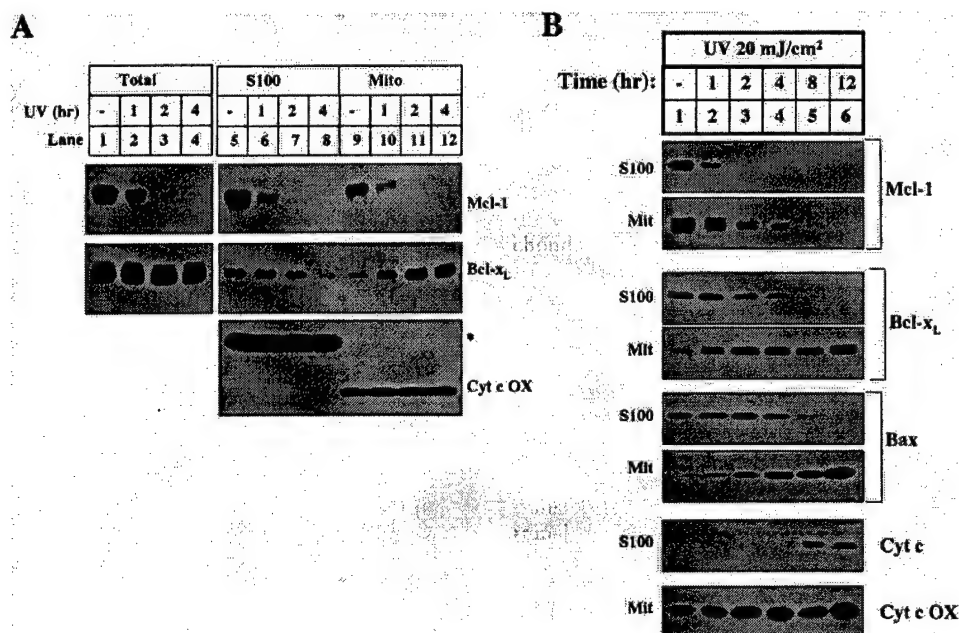 A
Total S100 Mito
UV (hr) - 1 2 4 - 1 2 4 - 1 2 4
Lane 1 2 3 4 5 6 7 8 9 10 11 12
Mcl-1
Bcl-xL
*
Cyt c OX
B
UV 20 mJ/cm²
Time (hr): - 1 2 4 8 12
1 2 3 4 5 6
S100
Mit
Mcl-1
S100
Mit
Bcl-xL
S100
Mit
Bax
S100 Cyt c
Mit Cyt c OX